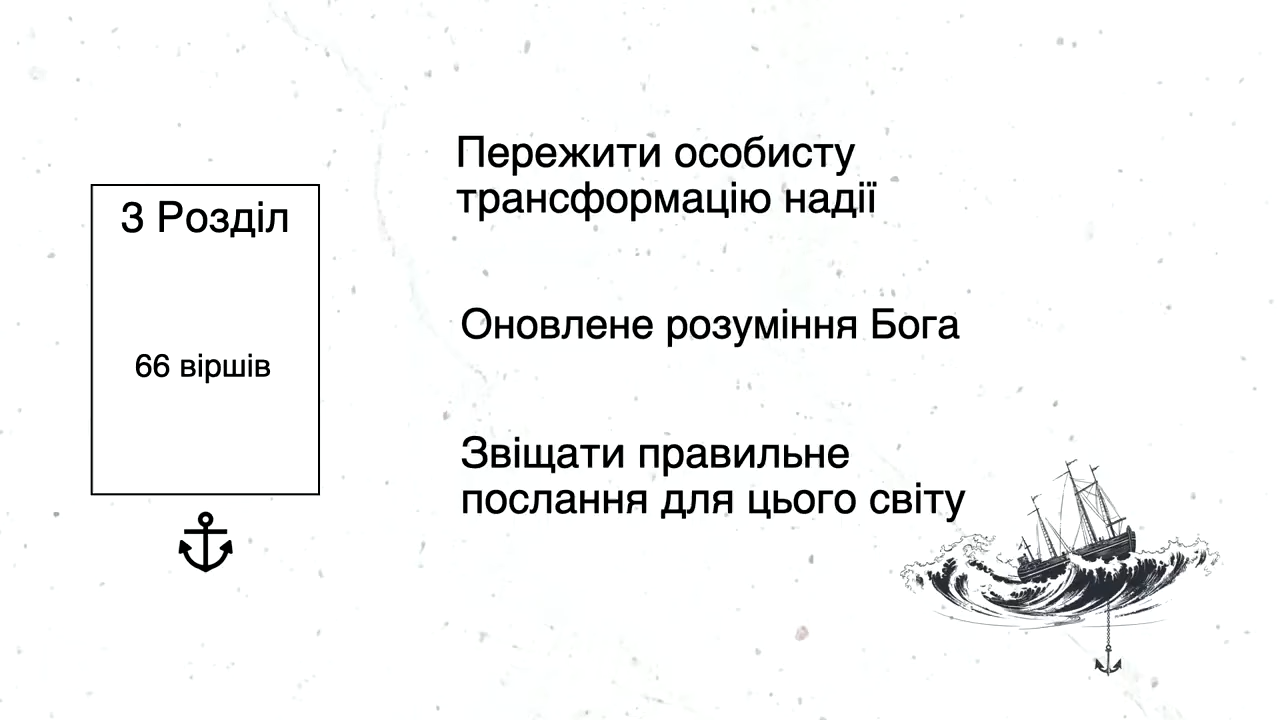 3 Розділ
66 віршів
Пережити особисту
трансформацію надії
Оновлене розуміння Бога
Звіщати правильне
послання для цього світу